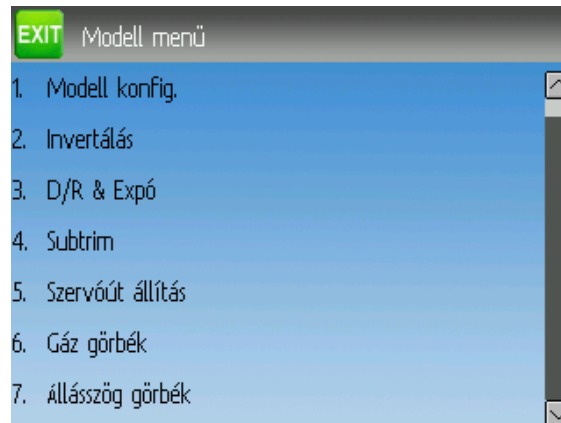 EXIT Modell menü
1. Modell konfig.
2. Invertálás
3. D/R & Expó
4. Subtrim
5. Szervóút állítás
6. Gáz görbék
7. Állásszög görbék